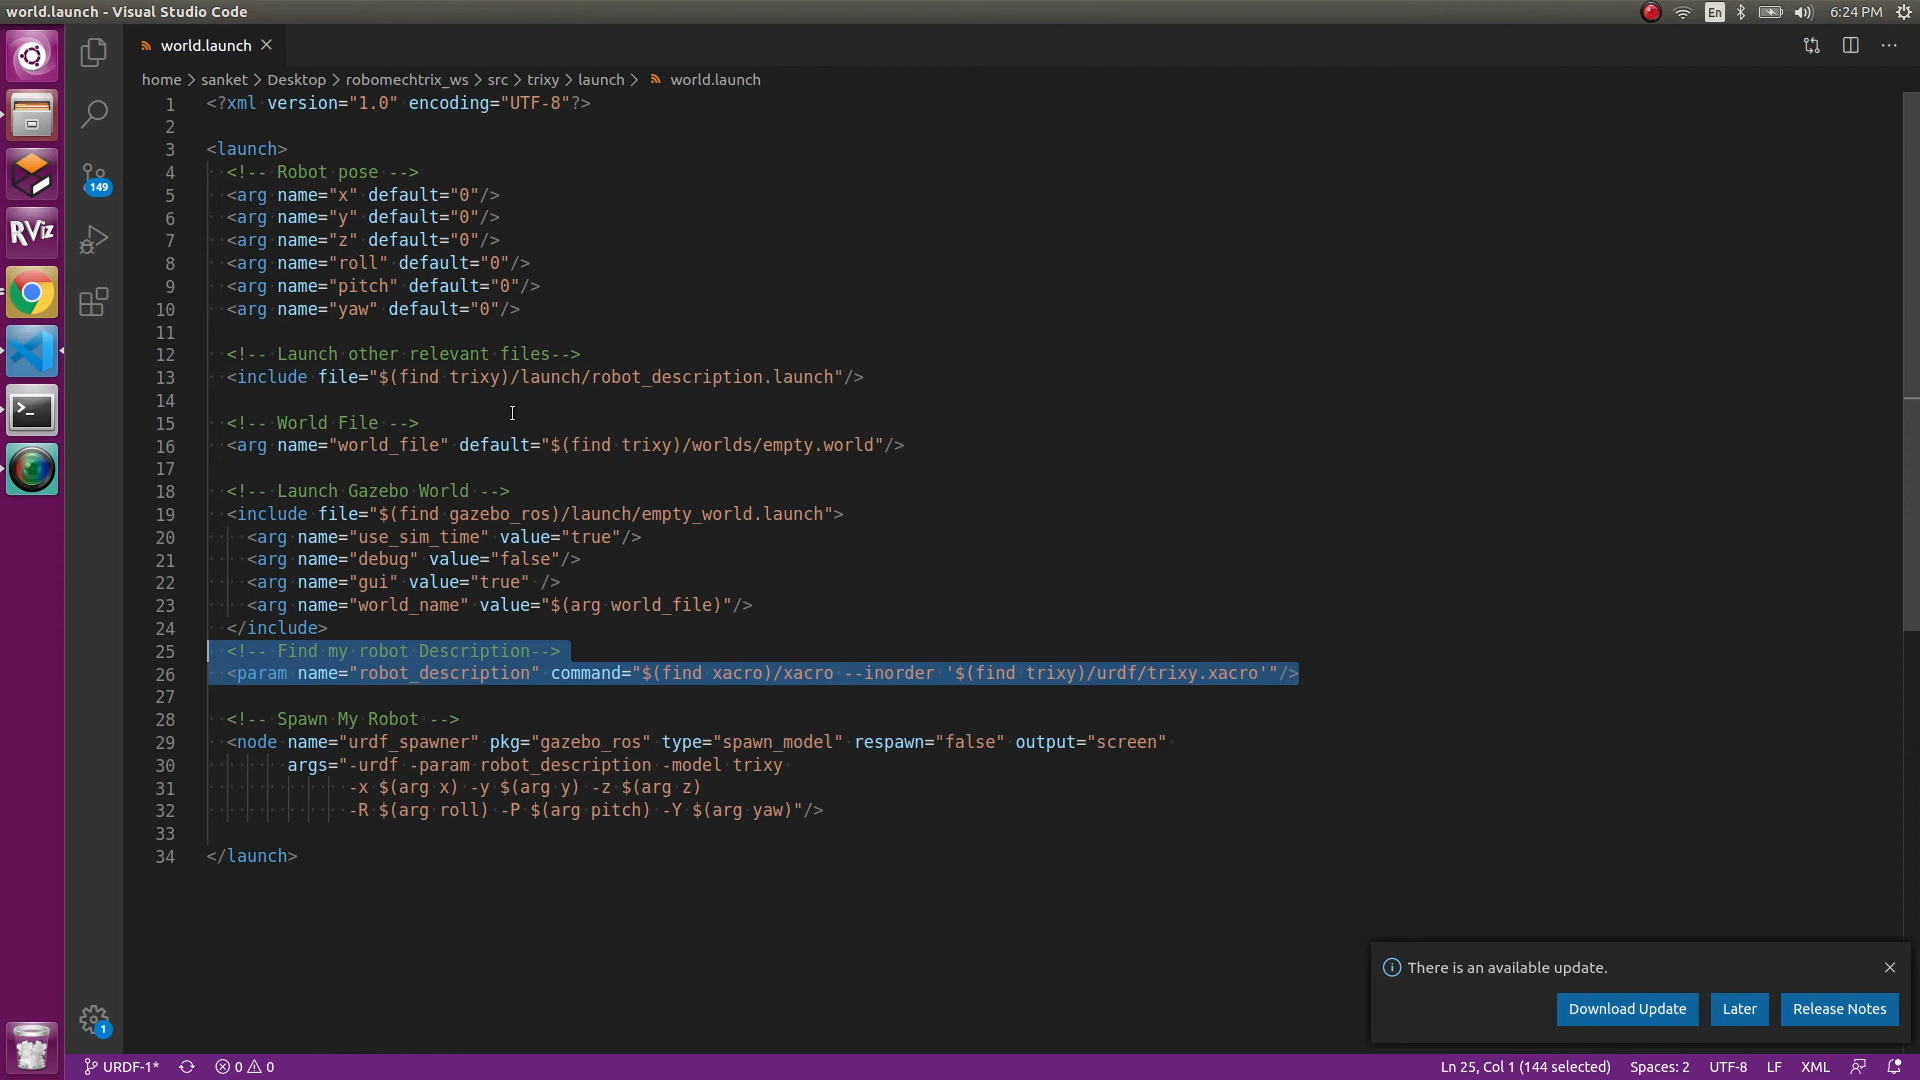 world.launch - Visual Studio Code
En
6:24 PM
world.launch
home > sanket > Desktop > robomechtrix_ws > src > trixy > launch > world.launch
RViz
149
1 <?xml version="1.0" encoding="UTF-8"?>
2
3 <launch>
4 <!-- Robot pose -->
5 <arg name="x" default="0"/>
6 <arg name="y" default="0"/>
7 <arg name="z" default="0"/>
8 <arg name="roll" default="0"/>
9 <arg name="pitch" default="0"/>
10 <arg name="yaw" default="0"/>
11
12 <!-- Launch other relevant files-->
13 <include file="$(find trixy)/launch/robot_description.launch"/>
14
15 <!-- World File -->
16 <arg name="world_file" default="$(find trixy)/worlds/empty.world"/>
17
18 <!-- Launch Gazebo World -->
19 <include file="$(find gazebo_ros)/launch/empty_world.launch">
20 <arg name="use_sim_time" value="true"/>
21 <arg name="debug" value="false"/>
22 <arg name="gui" value="true" />
23 <arg name="world_name" value="$(arg world_file)"/>
24 </include>
25 <!-- Find my robot Description-->
26 <param name="robot_description" command="$(find xacro)/xacro --inorder '$(find trixy)/urdf/trixy.xacro'"/>
27
28 <!-- Spawn My Robot -->
29 <node name="urdf_spawner" pkg="gazebo_ros" type="spawn_model" respawn="false" output="screen"
30 args="-urdf -param robot_description -model trixy
31 -x $(arg x) -y $(arg y) -z $(arg z)
32 -R $(arg roll) -P $(arg pitch) -Y $(arg yaw)"/>
33
34 </launch>
There is an available update.
Download Update
Later
Release Notes
1
URDF-1*
0
0
Ln 25, Col 1 (144 selected)
Spaces: 2
UTF-8
LF
XML